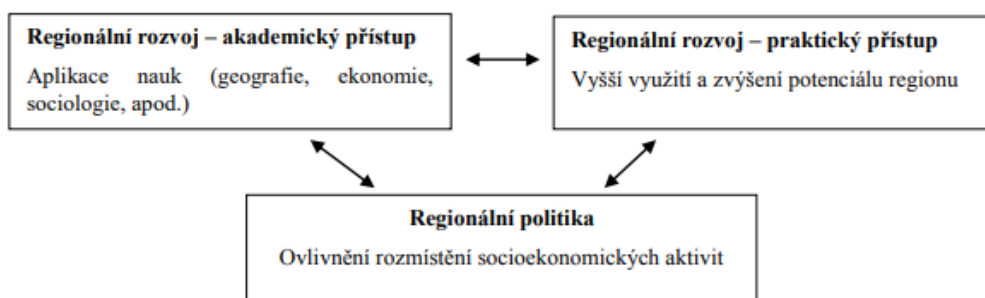 Regionální rozvoj – akademický přístup
Aplikace nauk (geografie, ekonomie,
sociologie, apod.)
Regionální rozvoj – praktický přístup
Vyšší využití a zvýšení potenciálu regionu
Regionální politika
Ovlivnění rozmístění socioekonomických aktivit